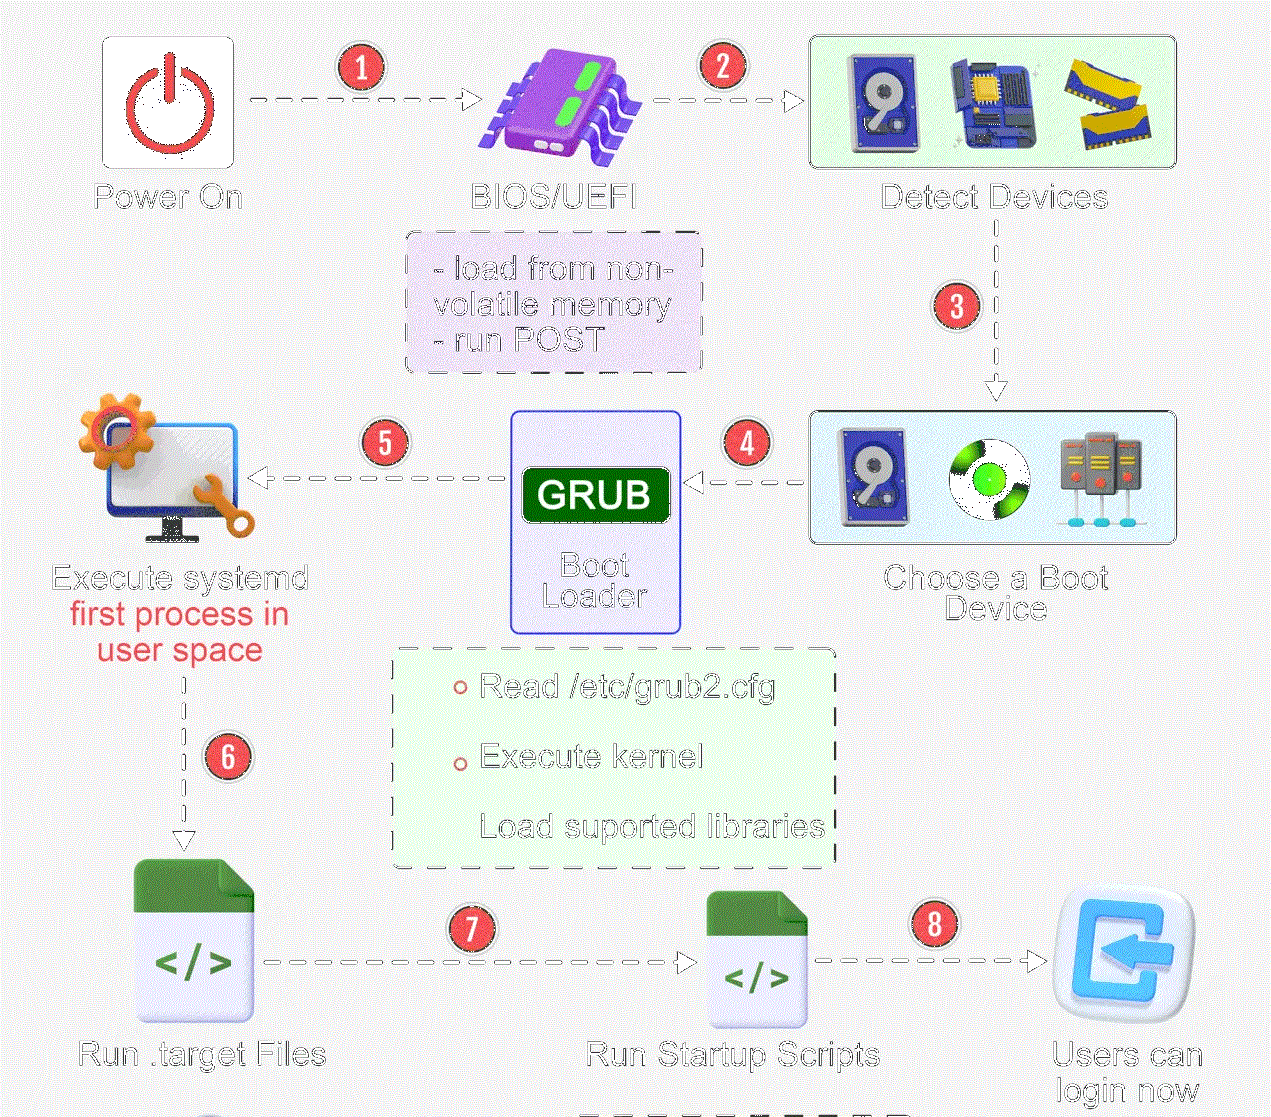 1
2
Power On
BIOS/UEFI
Detect Devices
- load from non-
volatile memory
- run POST
3
5
GRUB
Boot
Loader
4
Execute systemd
first process in
user space
Choose a Boot
Device
Read /etc/grub2.cfg
Execute kernel
Load suported libraries
6
</>
7
</>
8
Run .target Files
Run Startup Scripts
Users can
login now